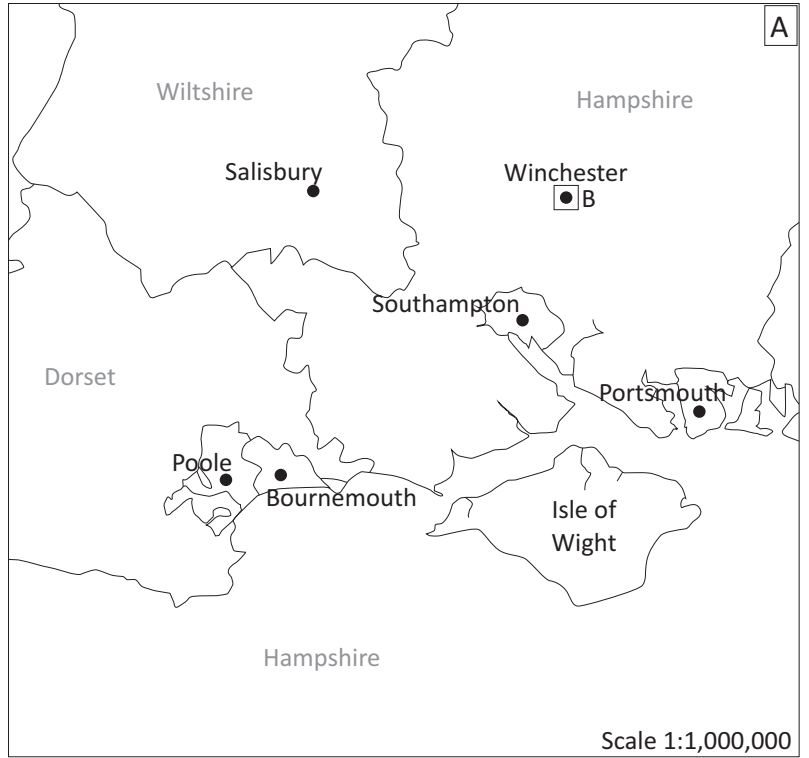 A
Wiltshire
Hampshire
Salisbury
Winchester
B
Southampton
Dorset
Portsmouth
Poole
Bournemouth
Isle of
Wight
Hampshire
Scale 1:1,000,000